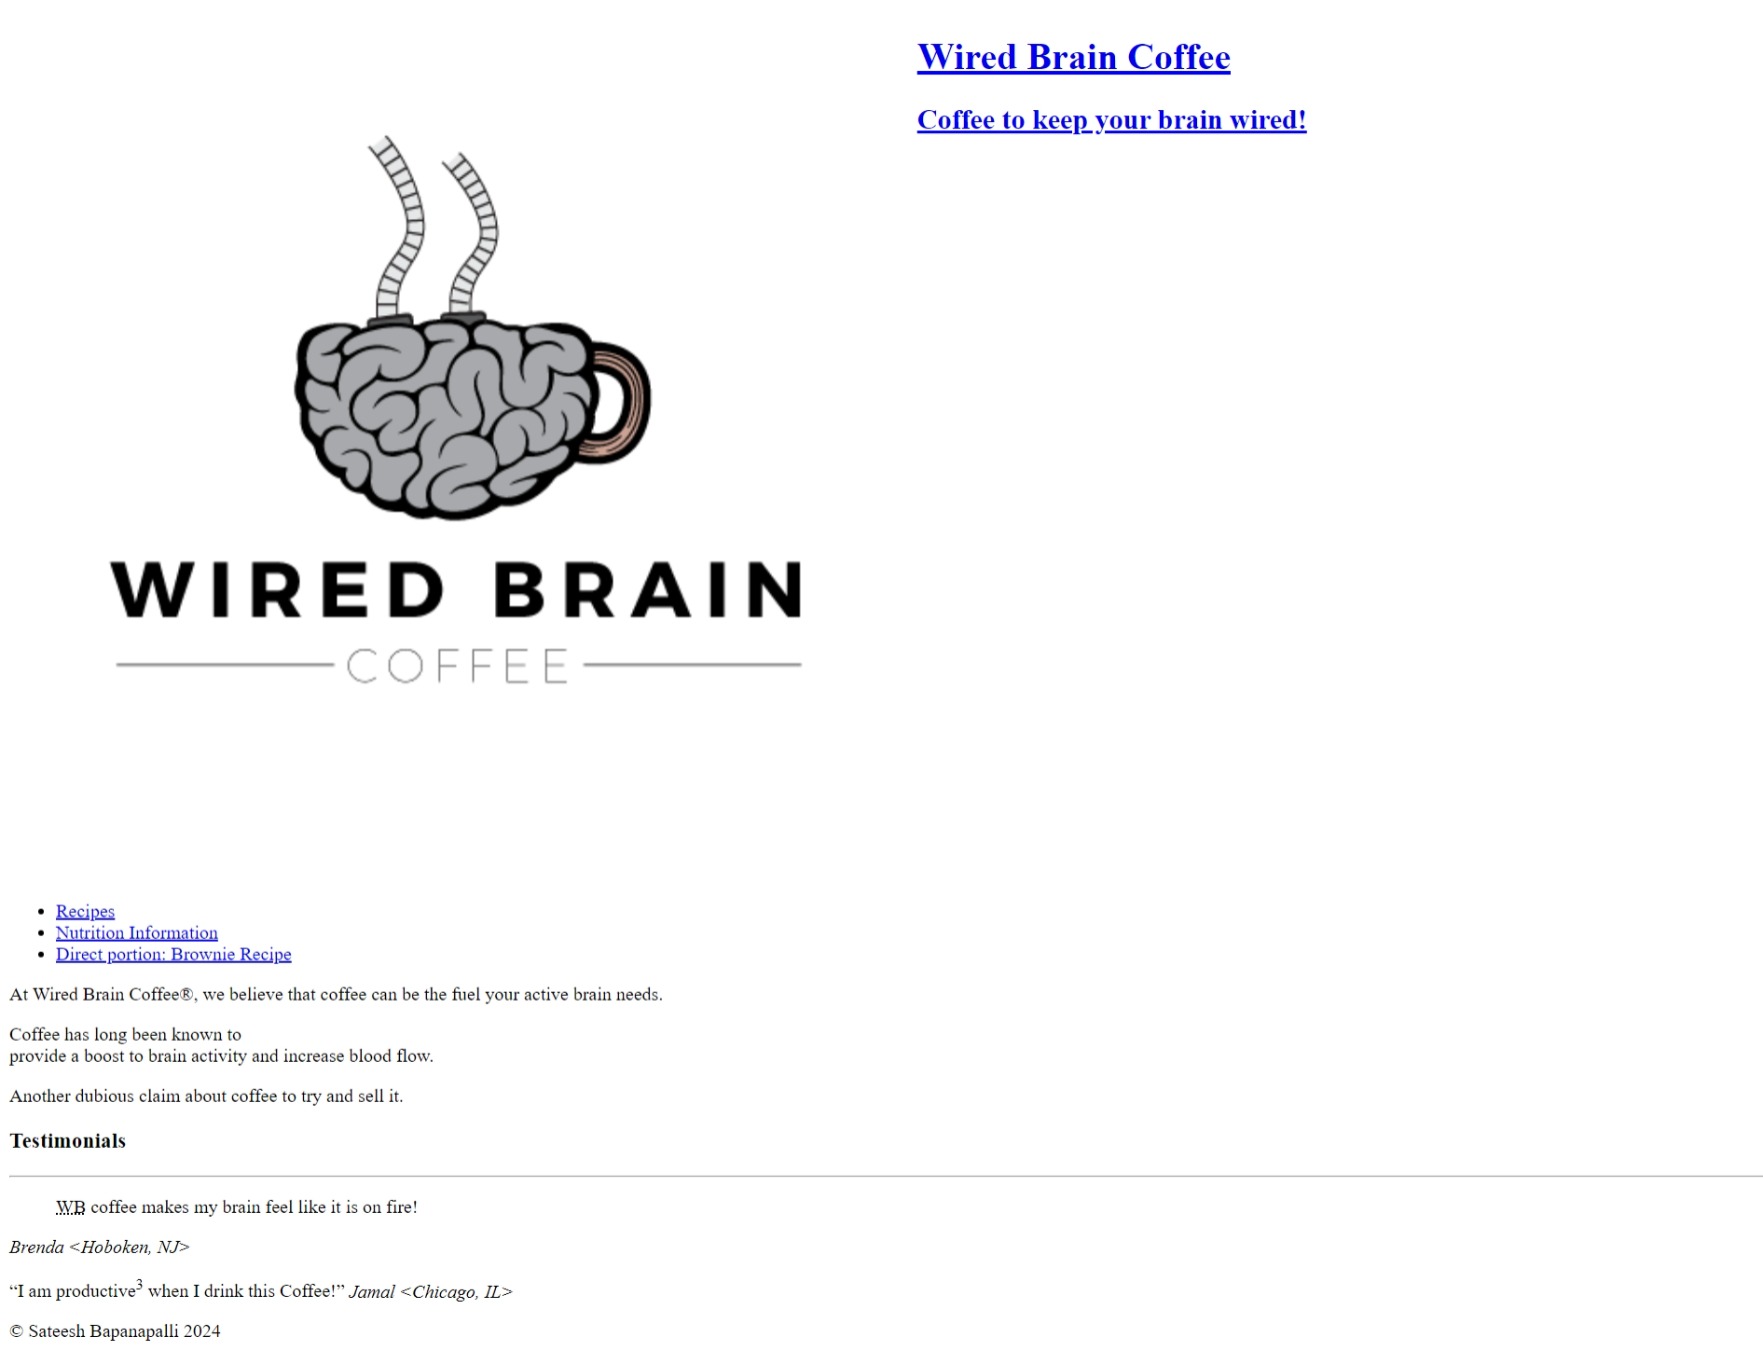 Wired Brain Coffee
Coffee to keep your brain wired!
WIRED BRAIN
COFFEE
Recipes
Nutrition Information
Direct portion: Brownie Recipe
At Wired Brain Coffee®, we believe that coffee can be the fuel your active brain needs.
Coffee has long been known to
provide a boost to brain activity and increase blood flow.
Another dubious claim about coffee to try and sell it.
Testimonials
WB coffee makes my brain feel like it is on fire!
Brenda <Hoboken, NJ>
“I am productive³ when I drink this Coffee!” Jamal <Chicago, IL>
© Sateesh Bapanapalli 2024